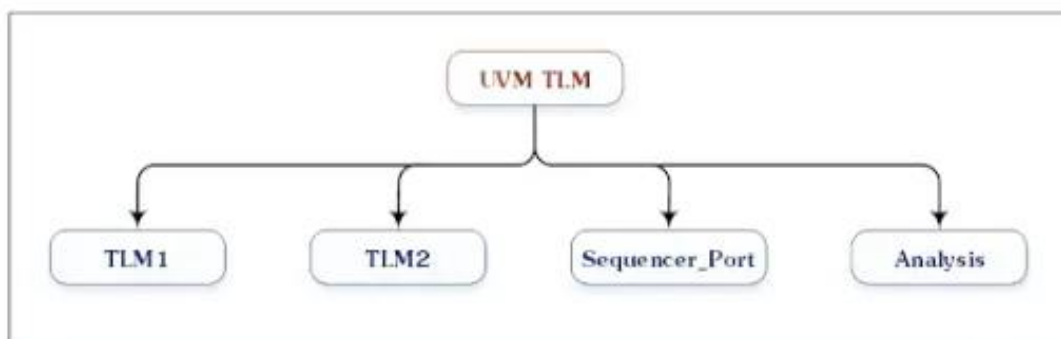 UVM TLM
TLM1
TLM2
Sequencer_Port
Analysis